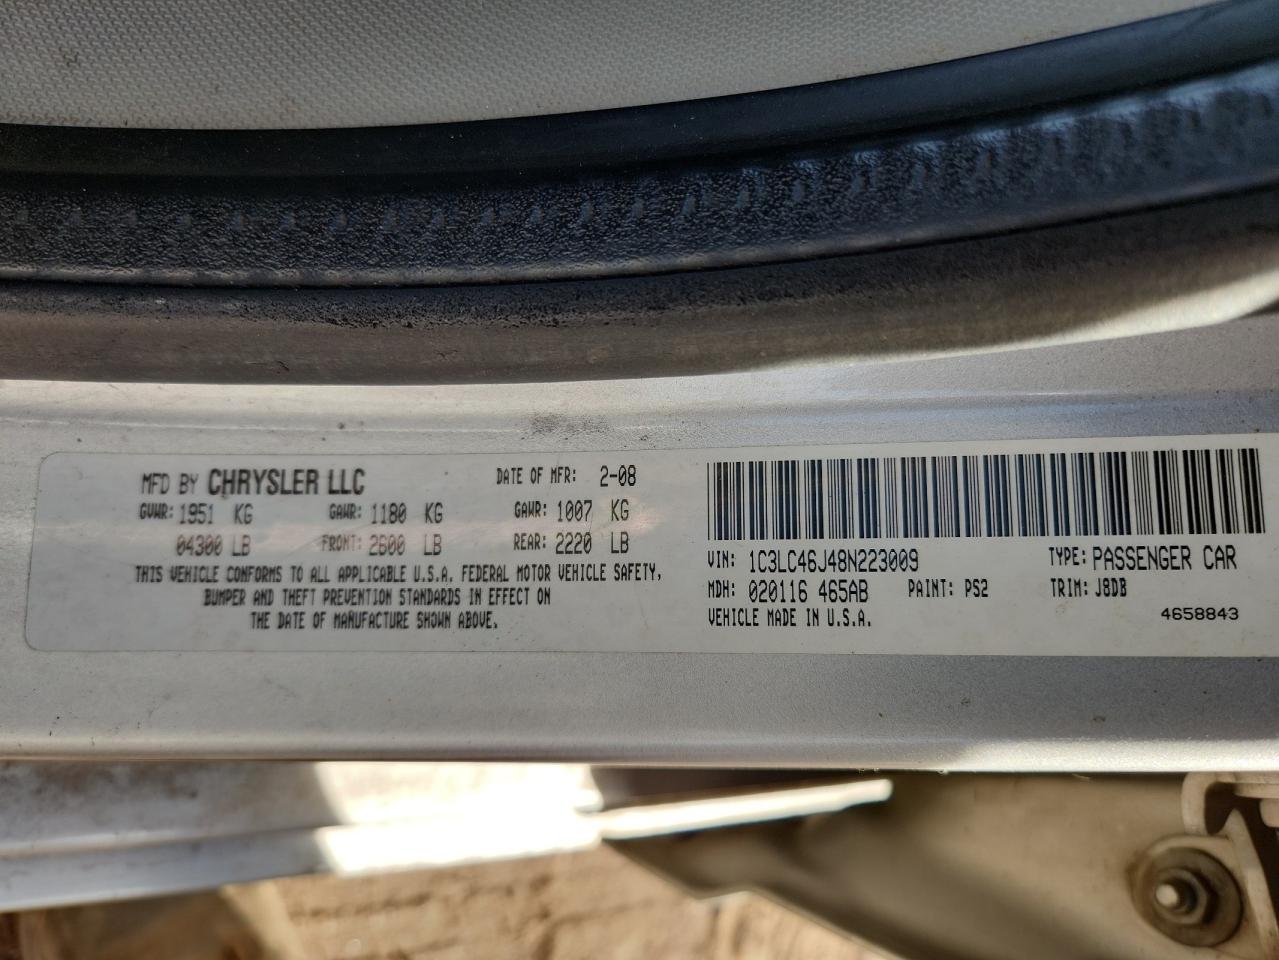 MFD BY CHRYSLER LLC DATE OF MFR: 2-08
GVWR: 1951 KG GAWR: 1180 KG GAWR: 1007 KG
04300 LB FRONT: 2600 LB REAR: 2220 LB
THIS VEHICLE CONFORMS TO ALL APPLICABLE U.S.A. FEDERAL MOTOR VEHICLE SAFETY,
BUMPER AND THEFT PREVENTION STANDARDS IN EFFECT ON
THE DATE OF MANUFACTURE SHOWN ABOVE.
VIN: 1C3LC46J48N223009 TYPE: PASSENGER CAR
MDH: 020116 465AB PAINT: PS2 TRIM: J8DB
VEHICLE MADE IN U.S.A.
4658843